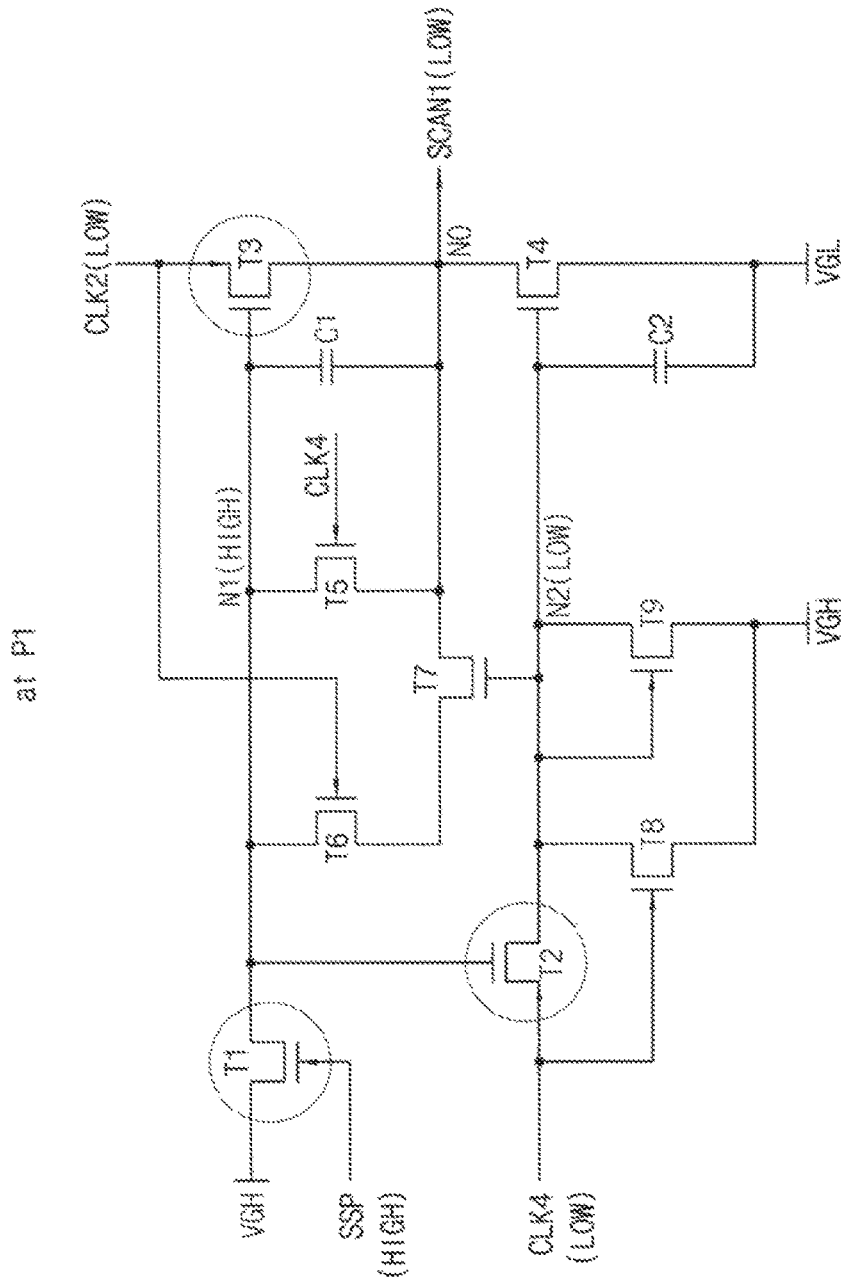 at P1
CLK2(LOW)
VGH
T1
N1(HIGH)
T3
SSP
(HIGH)
T6
T5
CLK4
C1
SCAN1(LOW)
T7
NO
CLK4
(LOW)
T2
N2(LOW)
T4
T8
T9
C2
VGH
VGL